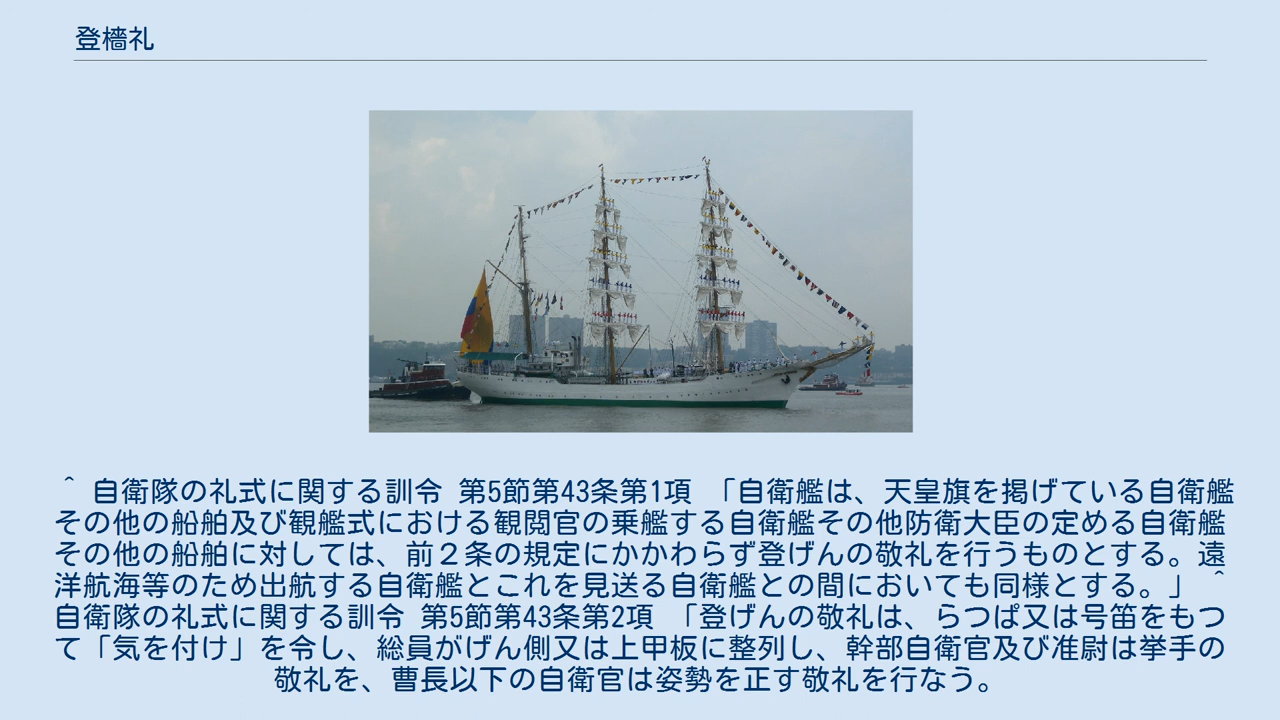 登檣礼
^ 自衛隊の礼式に関する訓令 第5節第43条第1項 「自衛艦は、天皇旗を掲げている自衛艦
その他の船舶及び観艦式における観閲官の乗艦する自衛艦その他防衛大臣の定める自衛艦
その他の船舶に対しては、前２条の規定にかかわらず登げんの敬礼を行うものとする。遠
洋航海等のため出航する自衛艦とこれを見送る自衛艦との間においても同様とする。」 ^
自衛隊の礼式に関する訓令 第5節第43条第2項 「登げんの敬礼は、らつぱ又は号笛をもつ
て「気を付け」を令し、総員がげん側又は上甲板に整列し、幹部自衛官及び准尉は挙手の
敬礼を、曹長以下の自衛官は姿勢を正す敬礼を行なう。